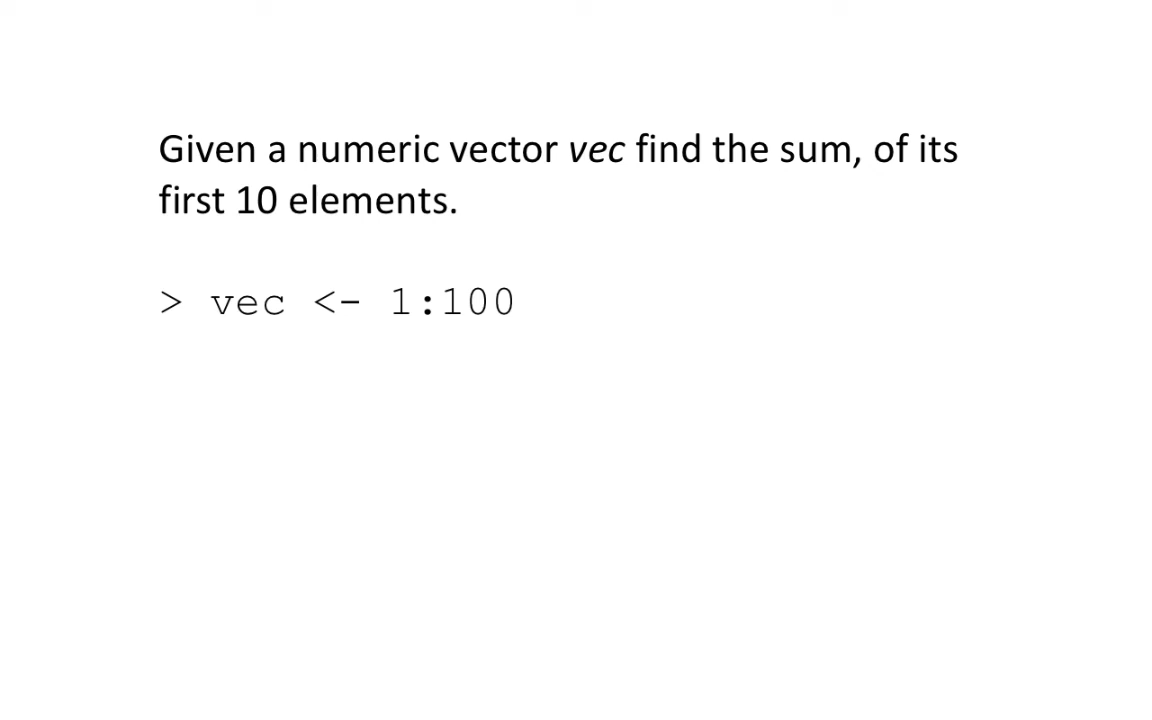 Given a numeric vector vec find the sum, of its
first 10 elements.
> vec <- 1:100